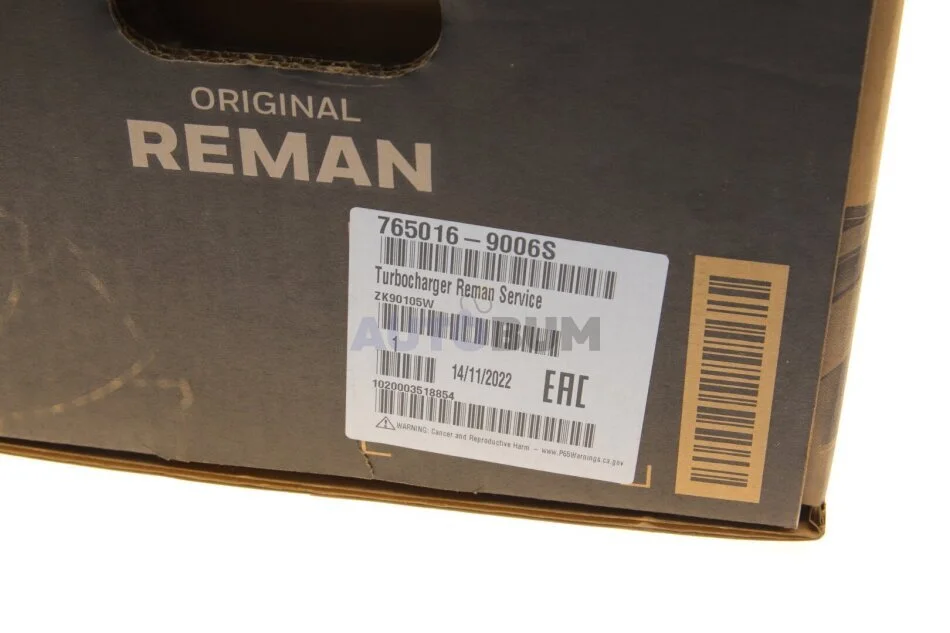 ORIGINAL
REMAN
765016-9006S
Turbocharger Reman Service
ZK90105W
AUTOBUM
1
14/11/2022
EAC
1020003518854
WARNING: Cancer and Reproductive Harm - www.P65Warnings.ca.gov